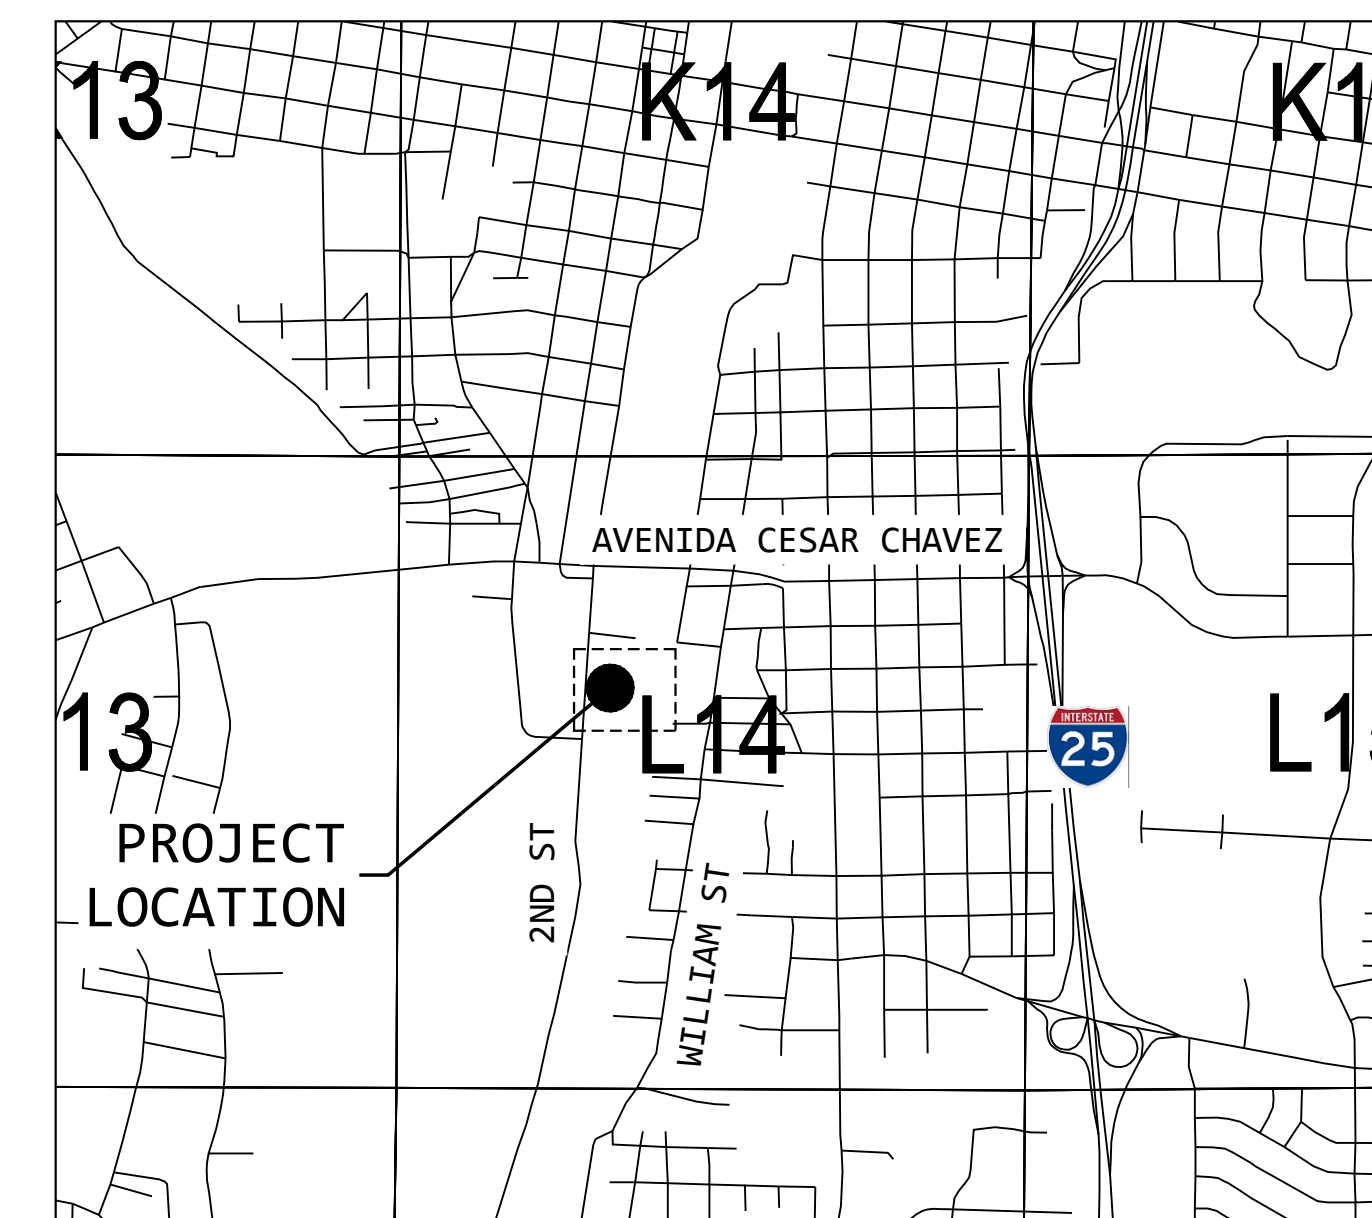 13
K14
K1
AVENIDA CESAR CHAVEZ
13
L14
INTERSTATE
25
L1
PROJECT
LOCATION
2ND ST
WILLIAM ST